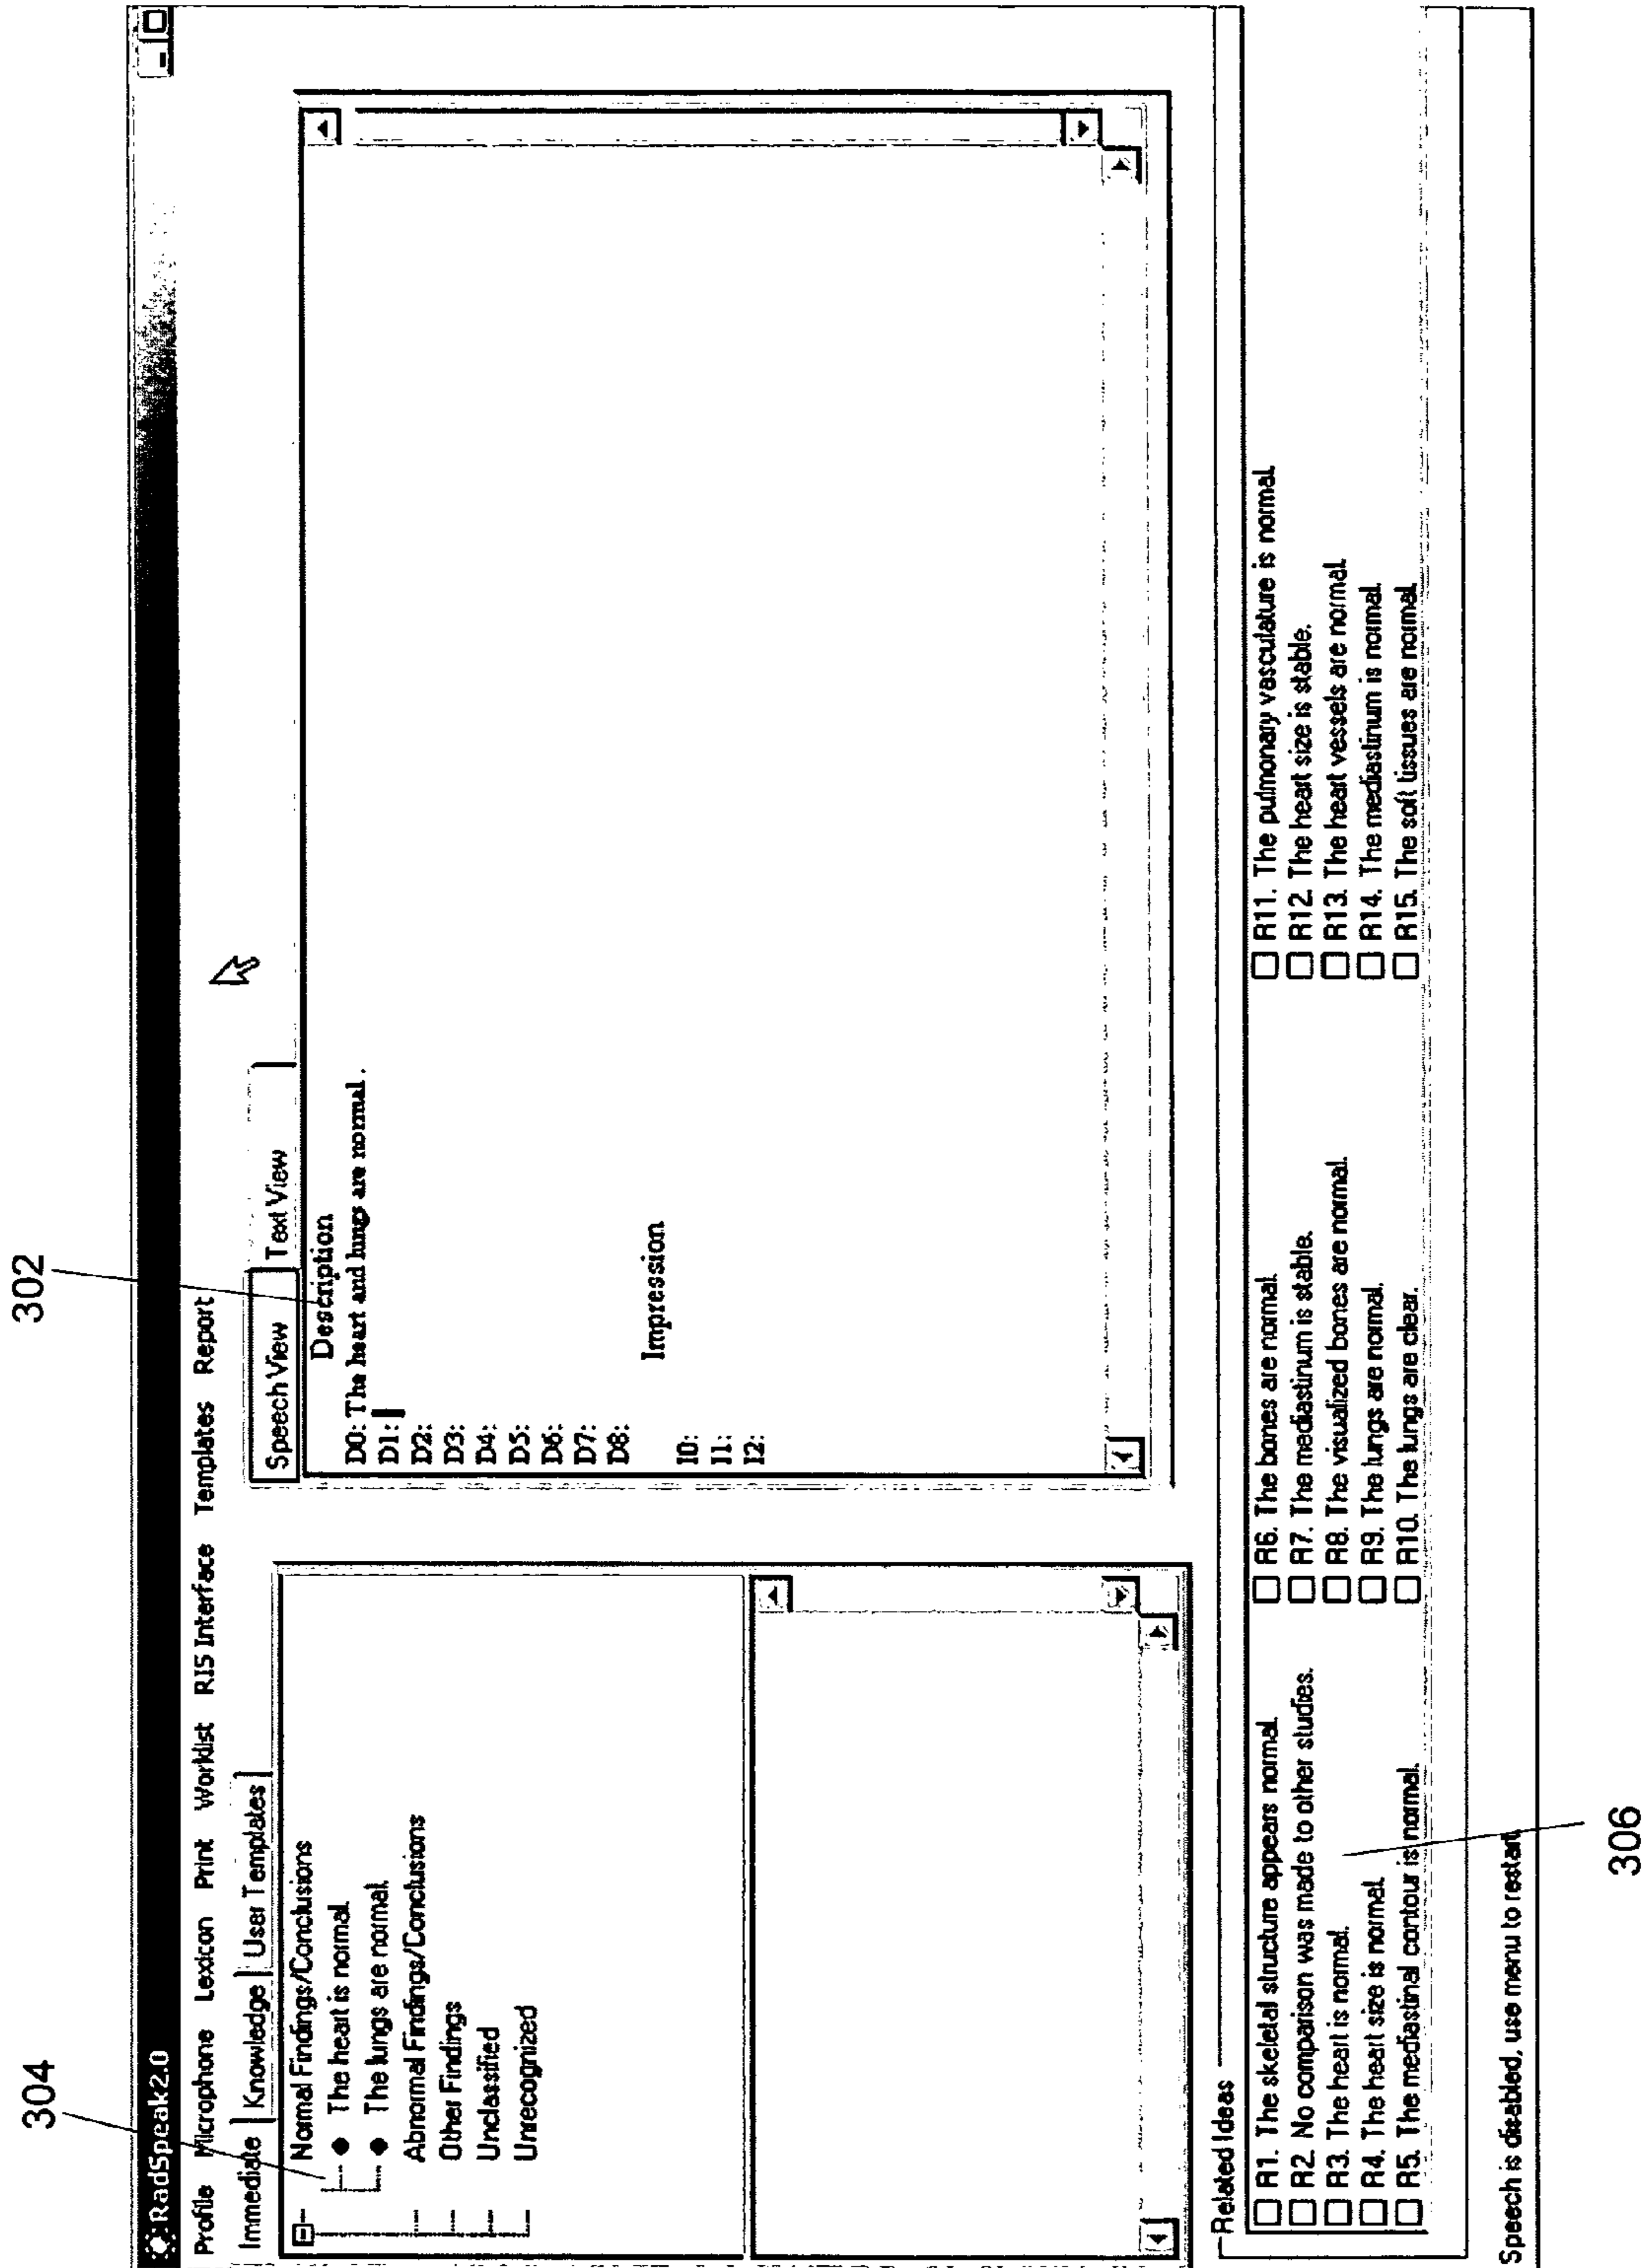 302
304
RadSpeak2.0
Profile Microphone Lexicon Print Worklist RIS Interface Templates Report
Immediate Knowledge User Templates
Normal Findings/Conclusions
The heart is normal.
The lungs are normal.
Abnormal Findings/Conclusions
Other Findings
Unclassified
Unrecognized
Speech View Text View
Description
D0: The heart and lungs are normal .
D1:
D2:
D3:
D4:
D5:
D6:
D7:
D8:
Impression
I0:
I1:
I2:
Related Ideas
R1. The skeletal structure appears normal.
R2. No comparison was made to other studies.
R3. The heart is normal.
R4. The heart size is normal.
R5. The mediastinal contour is normal.
R6. The bones are normal.
R7. The mediastinum is stable.
R8. The visualized bones are normal.
R9. The lungs are normal.
R10. The lungs are clear.
R11. The pulmonary vasculature is normal.
R12. The heart size is stable.
R13. The heart vessels are normal.
R14. The mediastinum is normal.
R15. The soft tissues are normal.
Speech is disabled, use menu to restart.
306